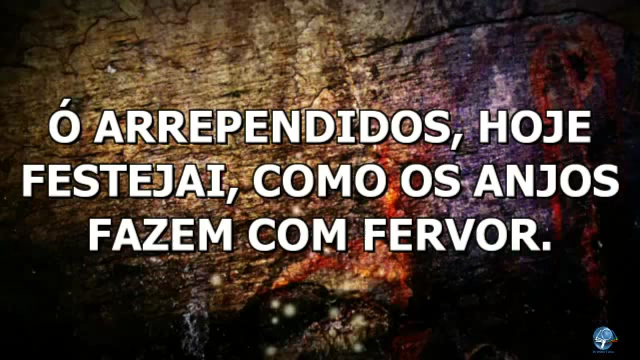 Ó ARREPENDIDOS, HOJE
FESTEJAI, COMO OS ANJOS
FAZEM COM FERVOR.